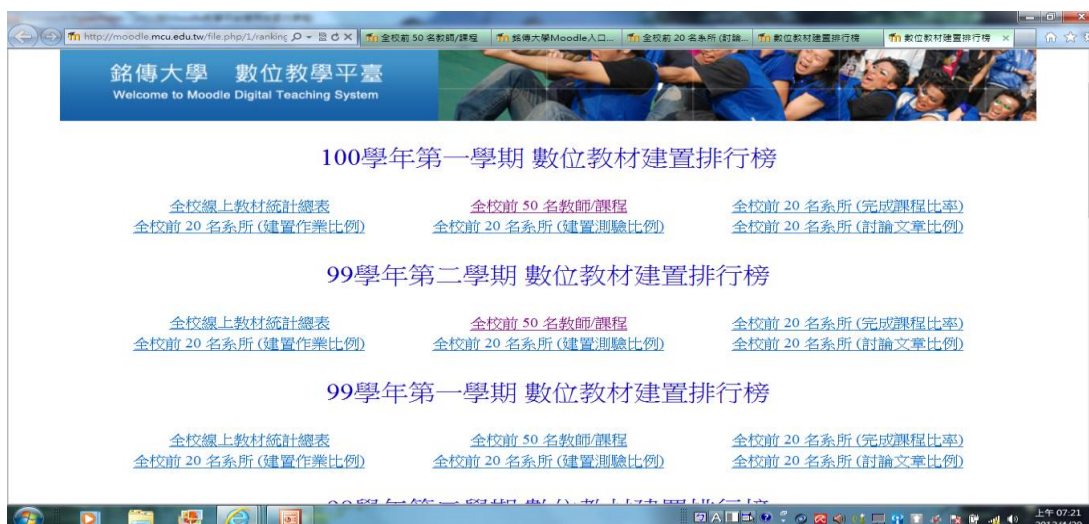 http://moodle.mcu.edu.tw/file.php/1/ranking
全校前 50 名教師/課程
銘傳大學Moodle入口...
全校前 20 名系所 (討論...
數位教材建置排行榜
數位教材建置排行榜
銘傳大學 數位教學平臺
Welcome to Moodle Digital Teaching System
100學年第一學期 數位教材建置排行榜
全校線上教材統計總表 全校前 50 名教師/課程 全校前 20 名系所 (完成課程比率)
全校前 20 名系所 (建置作業比例) 全校前 20 名系所 (建置測驗比例) 全校前 20 名系所 (討論文章比例)
99學年第二學期 數位教材建置排行榜
全校線上教材統計總表 全校前 50 名教師/課程 全校前 20 名系所 (完成課程比率)
全校前 20 名系所 (建置作業比例) 全校前 20 名系所 (建置測驗比例) 全校前 20 名系所 (討論文章比例)
99學年第一學期 數位教材建置排行榜
全校線上教材統計總表 全校前 50 名教師/課程 全校前 20 名系所 (完成課程比率)
全校前 20 名系所 (建置作業比例) 全校前 20 名系所 (建置測驗比例) 全校前 20 名系所 (討論文章比例)
上午 07:21